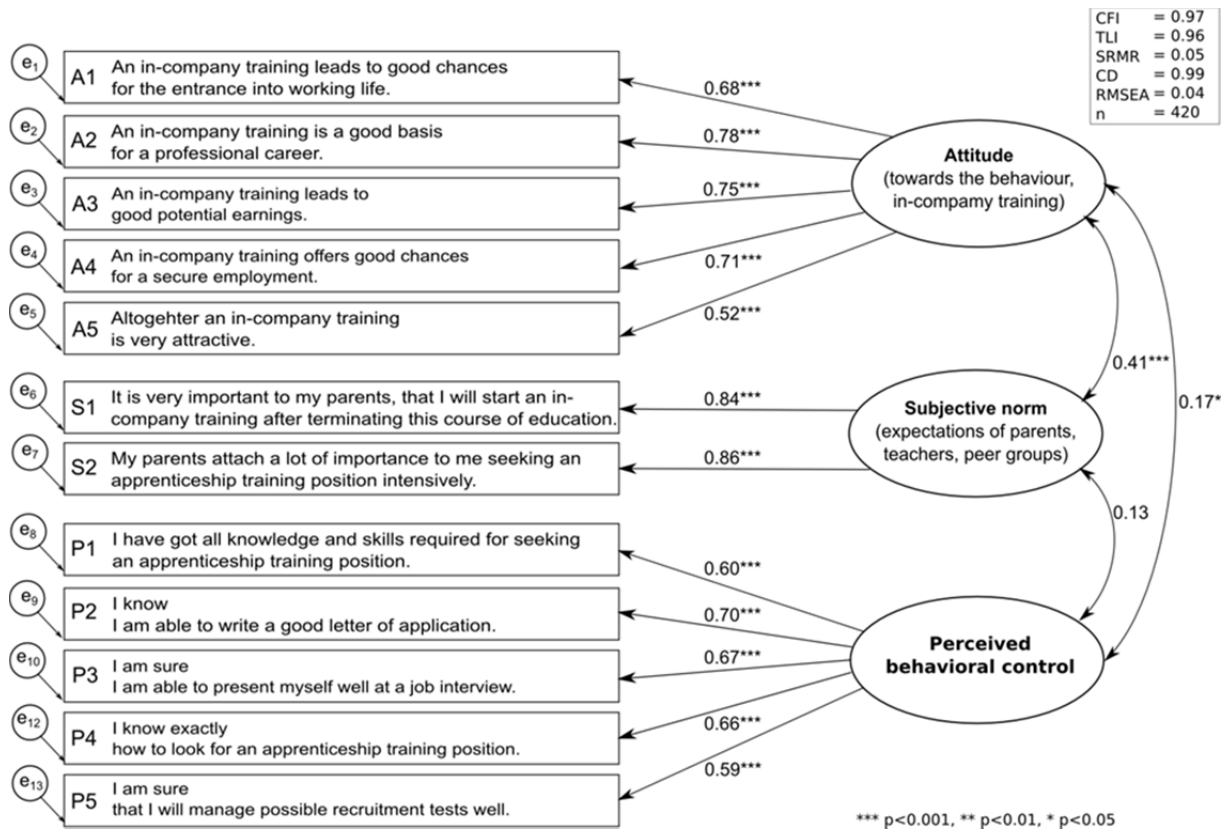 CFI = 0.97
TLI = 0.96
SRMR = 0.05
CD = 0.99
RMSEA = 0.04
n = 420
e1
A1 An in-company training leads to good chances
for the entrance into working life.
0.68***
e2
A2 An in-company training is a good basis
for a professional career.
0.78***
e3
A3 An in-company training leads to
good potential earnings.
0.75***
e4
A4 An in-company training offers good chances
for a secure employment.
0.71***
e5
A5 Altogehter an in-company training
is very attractive.
0.52***
Attitude
(towards the behaviour,
in-compamy training)
e6
S1 It is very important to my parents, that I will start an in-
company training after terminating this course of education.
0.84***
e7
S2 My parents attach a lot of importance to me seeking an
apprenticeship training position intensively.
0.86***
Subjective norm
(expectations of parents,
teachers, peer groups)
0.41***
0.17*
0.13
e8
P1 I have got all knowledge and skills required for seeking
an apprenticeship training position.
0.60***
e9
P2 I know
I am able to write a good letter of application.
0.70***
e10
P3 I am sure
I am able to present myself well at a job interview.
0.67***
e12
P4 I know exactly
how to look for an apprenticeship training position.
0.66***
e13
P5 I am sure
that I will manage possible recruitment tests well.
0.59***
Perceived
behavioral control
*** p<0.001, ** p<0.01, * p<0.05